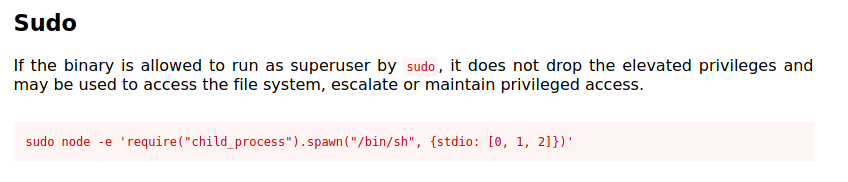 Sudo
If the binary is allowed to run as superuser by sudo, it does not drop the elevated privileges and
may be used to access the file system, escalate or maintain privileged access.
sudo node -e 'require("child_process").spawn("/bin/sh", {stdio: [0, 1, 2]})'